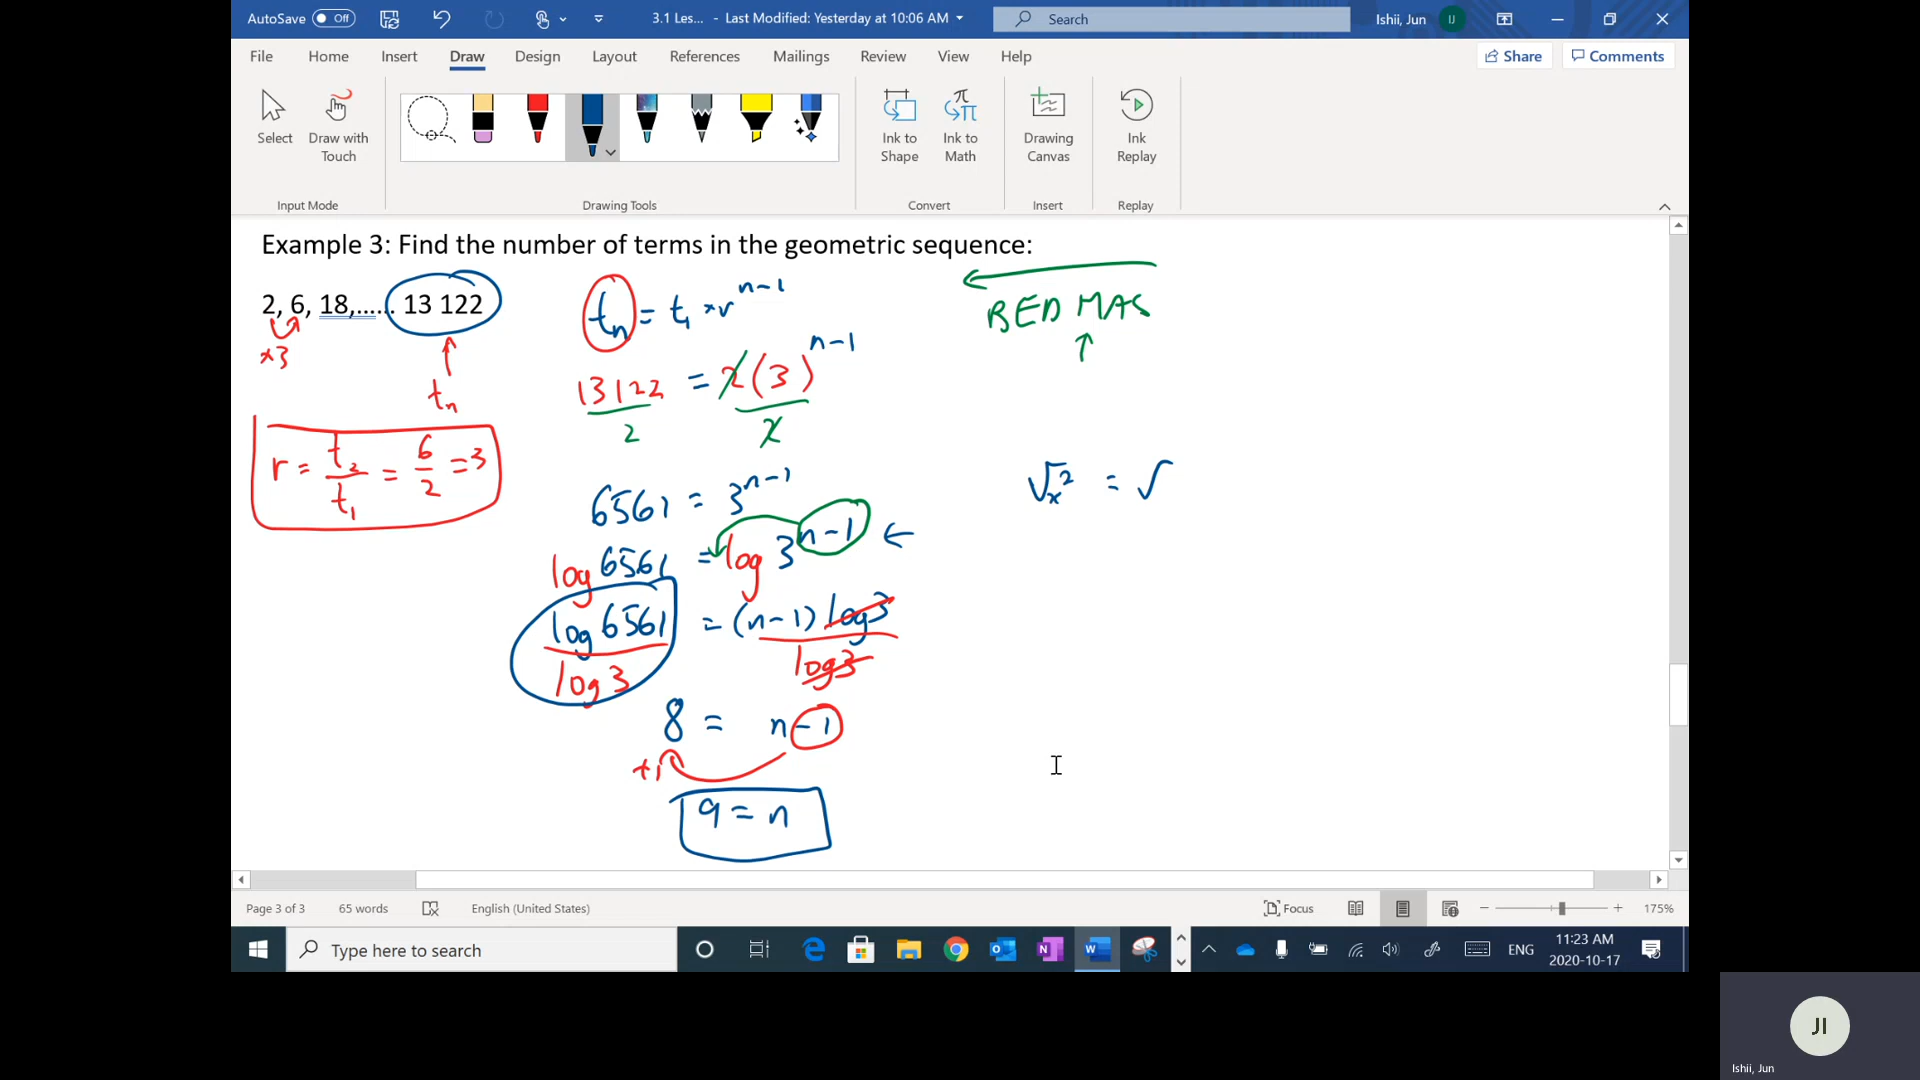 AutoSave Off 3.1 Les... - Last Modified: Yesterday at 10:06 AM Search Ishii, Jun IJ
File Home Insert Draw Design Layout References Mailings Review View Help Share Comments
Select Draw with Touch Ink to Shape Ink to Math Drawing Canvas Ink Replay
Input Mode Drawing Tools Convert Insert Replay
Example 3: Find the number of terms in the geometric sequence:
2, 6, 18,...... 13 122
×3
tn
r = t2/t1 = 6/2 = 3
tn = t1 × r^n-1
13122/2 = 2(3)^n-1/2
6561 = 3^n-1
log 6561 = log 3^n-1 ←
log 6561/log 3 = (n-1) log 3/log 3
8 = n - 1
+1
9 = n
BEDMAS
√x² = √
Page 3 of 3 65 words English (United States) Focus 175%
Type here to search ENG 11:23 AM
2020-10-17
JI
Ishii, Jun